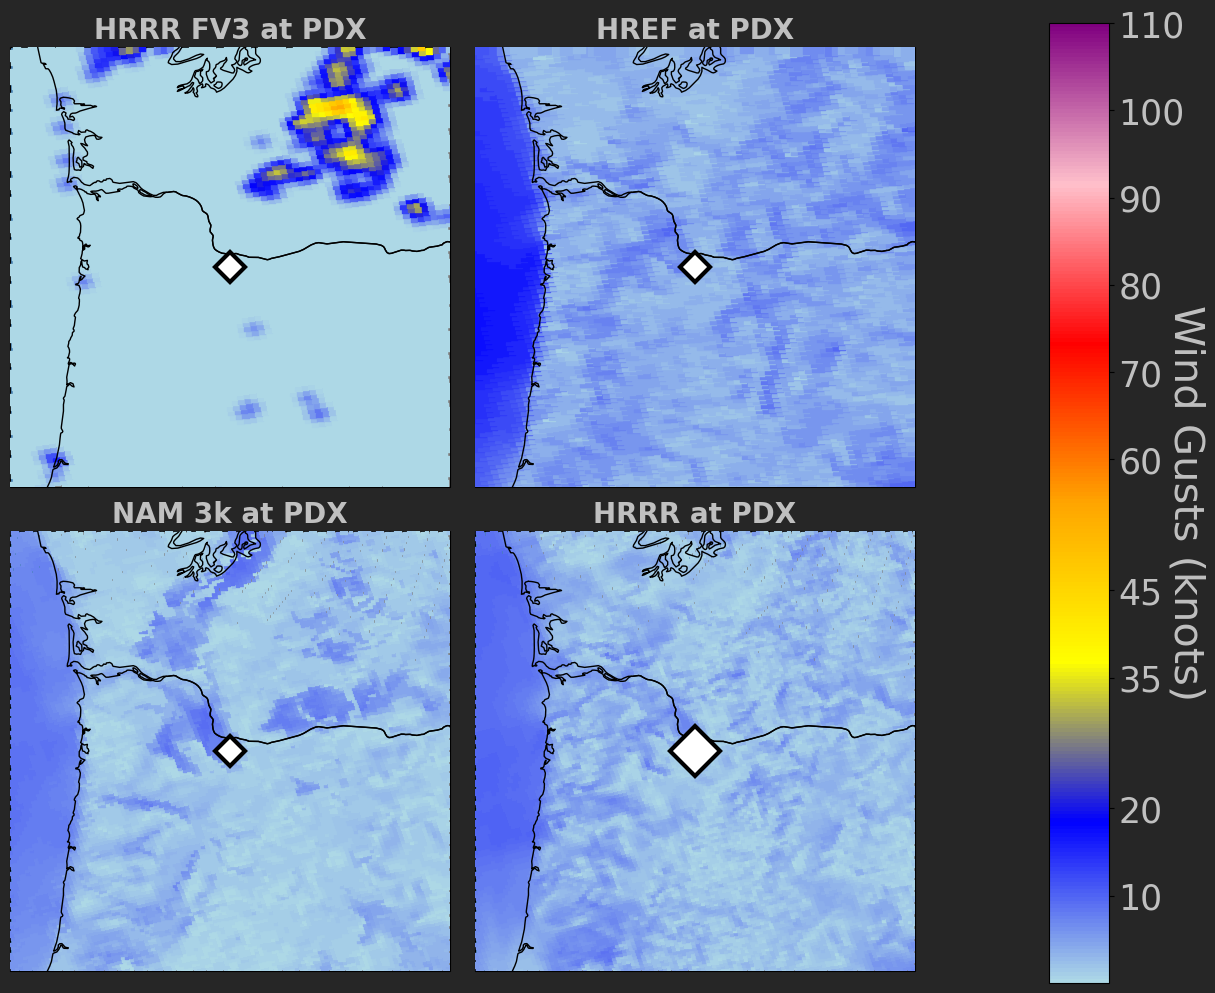 HRRR FV3 at PDX
HREF at PDX
NAM 3k at PDX
HRRR at PDX
110
100
90
80
70
60
45
35
20
10
Wind Gusts (knots)